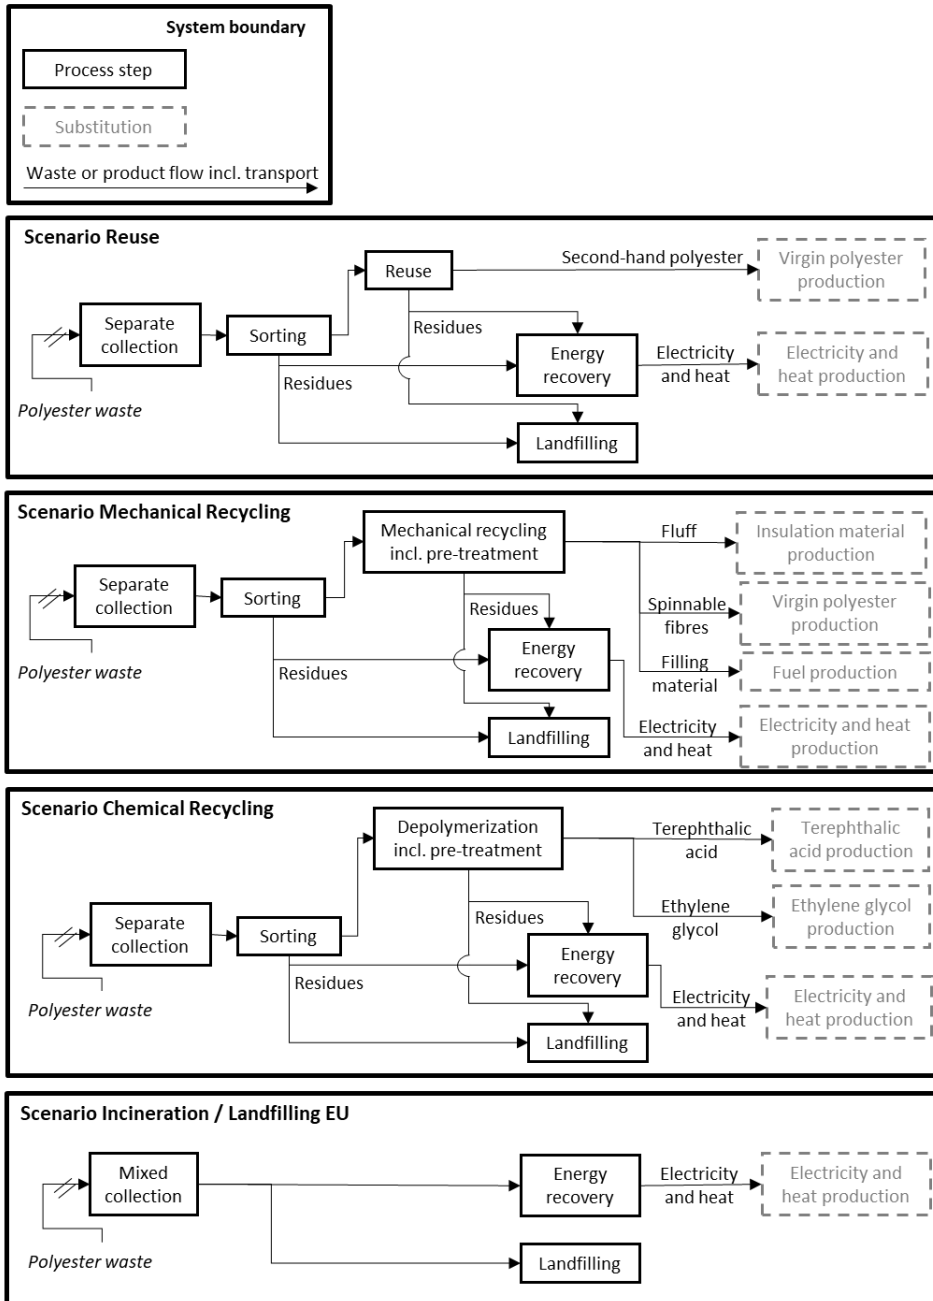 System boundary
Process step
Substitution
Waste or product flow incl. transport
Scenario Reuse
Reuse
Second-hand polyester
Virgin polyester
production
Separate
collection
Sorting
Residues
Energy
recovery
Electricity
and heat
Electricity and
heat production
Residues
Polyester waste
Landfilling
Scenario Mechanical Recycling
Mechanical recycling
incl. pre-treatment
Fluff
Insulation material
production
Separate
collection
Sorting
Residues
Spinnable
fibres
Virgin polyester
production
Polyester waste
Residues
Energy
recovery
Filling
material
Fuel production
Landfilling
Electricity
and heat
Electricity and heat
production
Scenario Chemical Recycling
Depolymerization
incl. pre-treatment
Terephthalic
acid
Terephthalic
acid production
Separate
collection
Sorting
Residues
Ethylene
glycol
Ethylene glycol
production
Polyester waste
Residues
Energy
recovery
Electricity
and heat
Electricity and
heat production
Landfilling
Scenario Incineration / Landfilling EU
Mixed
collection
Energy
recovery
Electricity
and heat
Electricity and
heat production
Polyester waste
Landfilling